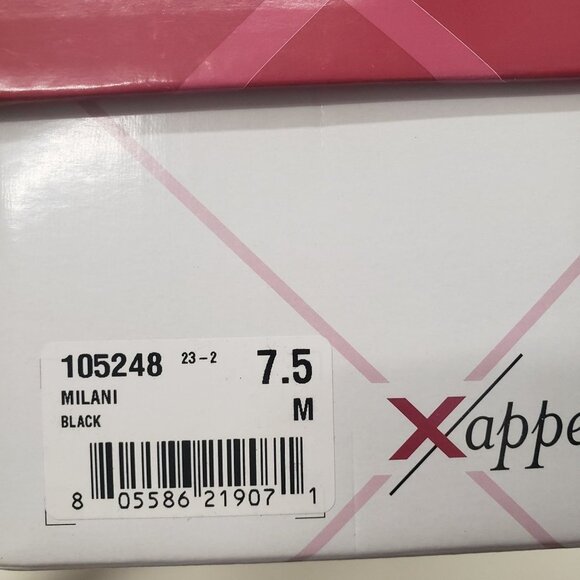 105248 23-2 7.5
MILANI M
BLACK
8 05586 21907 1
Xappe